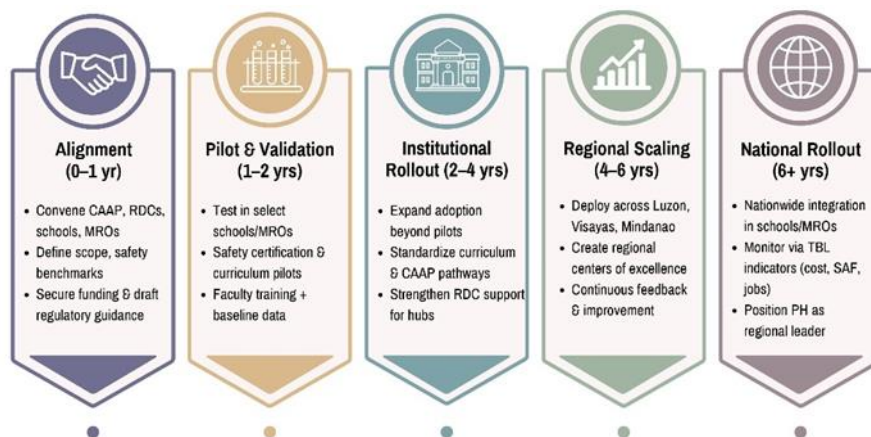 Alignment
(0–1 yr)
• Convene CAAP, RDCs,
schools, MROs
• Define scope, safety
benchmarks
• Secure funding & draft
regulatory guidance
Pilot & Validation
(1–2 yrs)
• Test in select
schools/MROs
• Safety certification &
curriculum pilots
• Faculty training +
baseline data
Institutional
Rollout (2–4 yrs)
• Expand adoption
beyond pilots
• Standardize curriculum
& CAAP pathways
• Strengthen RDC support
for hubs
Regional Scaling
(4–6 yrs)
• Deploy across Luzon,
Visayas, Mindanao
• Create regional
centers of excellence
• Continuous feedback
& improvement
National Rollout
(6+ yrs)
• Nationwide integration
in schools/MROs
• Monitor via TBL
indicators (cost, SAF,
jobs)
• Position PH as
regional leader